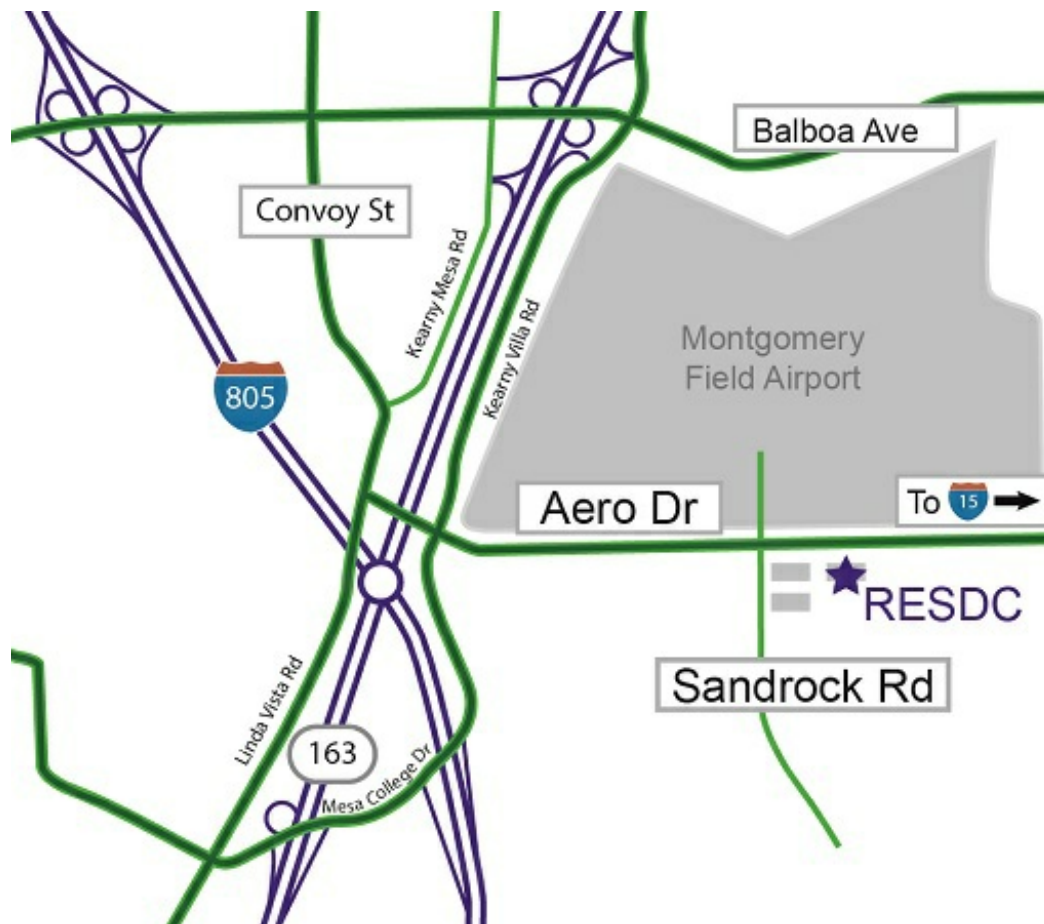 Balboa Ave
Convoy St
Kearny Mesa Rd
Kearny Villa Rd
Montgomery
Field Airport
805
Aero Dr
To 15
RESDC
Sandrock Rd
Linda Vista Rd
163
Mesa College Dr